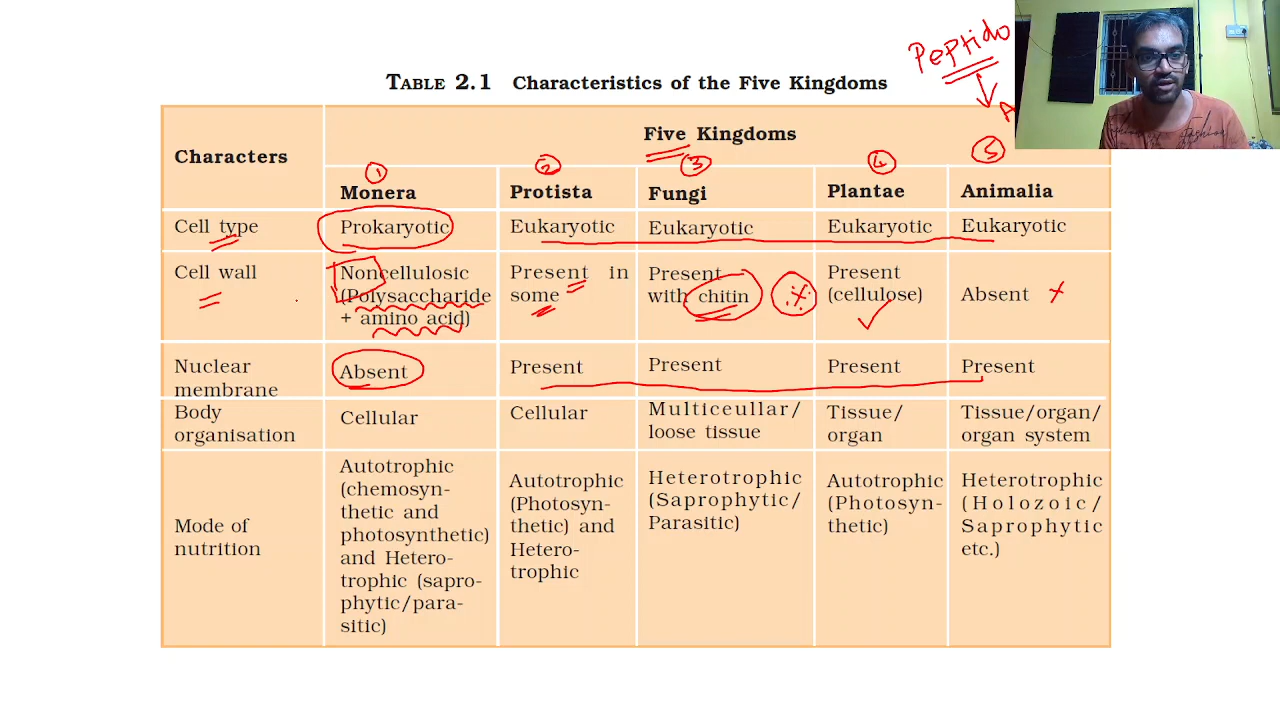 Peptido
A
TABLE 2.1 Characteristics of the Five Kingdoms
Characters
Five Kingdoms
1 2 3 4 5
Monera Protista Fungi Plantae Animalia
Cell type Prokaryotic Eukaryotic Eukaryotic Eukaryotic Eukaryotic
Cell wall
Noncellulosic
(Polysaccharide
+ amino acid)
Present in
some
Present
with chitin
Present
(cellulose)
Absent
Nuclear
membrane
Absent
Present
Present
Present
Present
Body
organisation
Cellular
Cellular
Multiceullar/
loose tissue
Tissue/
organ
Tissue/organ/
organ system
Mode of
nutrition
Autotrophic
(chemosyn-
thetic and
photosynthetic)
and Hetero-
trophic (sapro-
phytic/para-
sitic)
Autotrophic
(Photosyn-
thetic) and
Hetero-
trophic
Heterotrophic
(Saprophytic/
Parasitic)
Autotrophic
(Photosyn-
thetic)
Heterotrophic
(Holozoic/
Saprophytic
etc.)